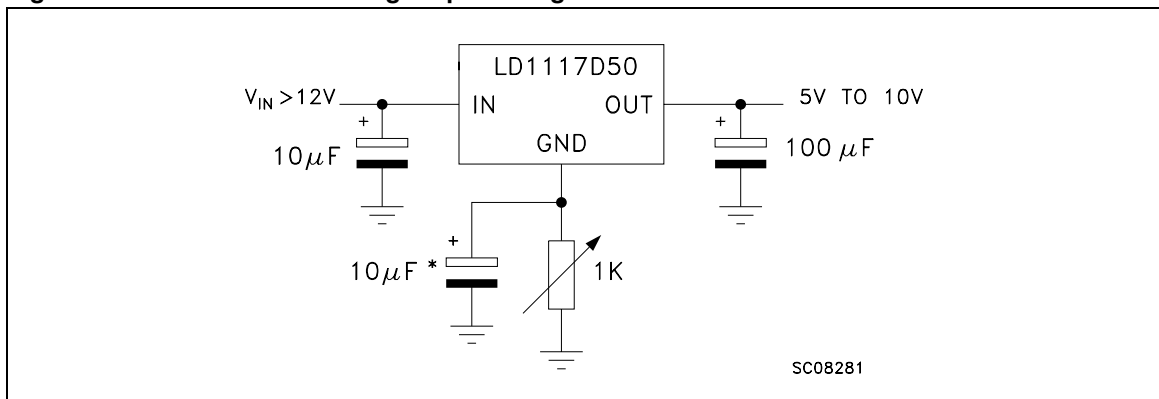 LD1117D50
V_IN >12V
IN
OUT
5V TO 10V
GND
+
10μF
+
100 μF
+
10μF *
1K
SC08281